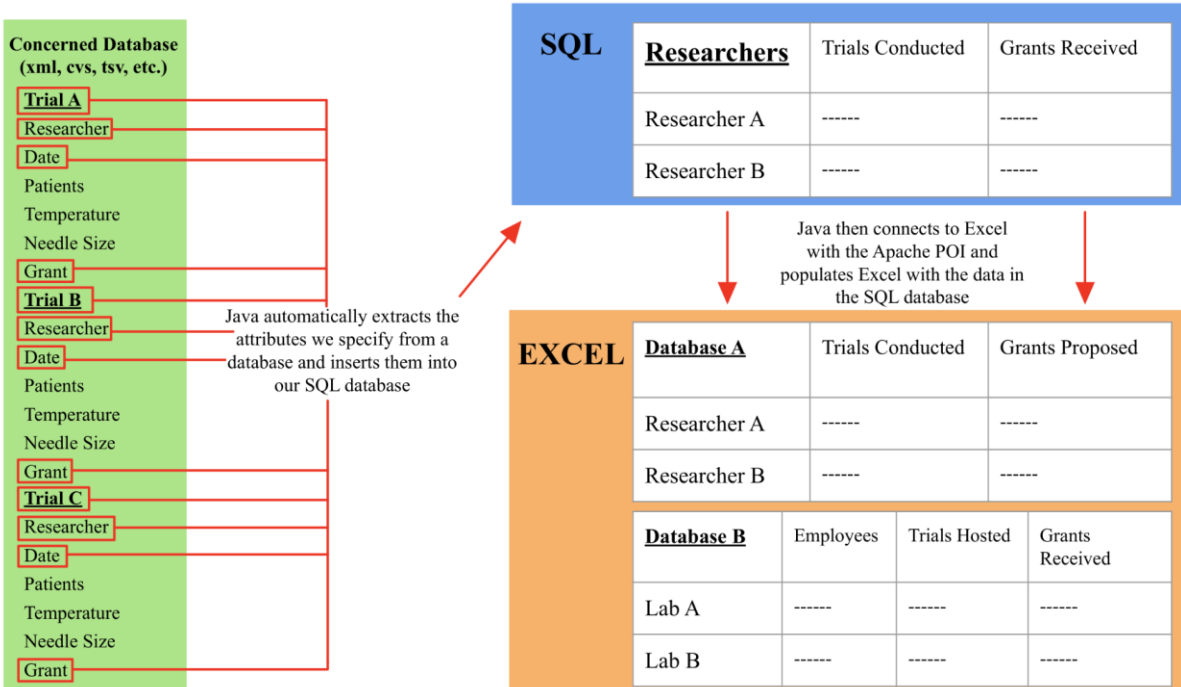 Concerned Database
(xml, cvs, tsv, etc.)
Trial A
Researcher
Date
Patients
Temperature
Needle Size
Grant
Trial B
Researcher
Date
Patients
Temperature
Needle Size
Grant
Trial C
Researcher
Date
Patients
Temperature
Needle Size
Grant
Java automatically extracts the
attributes we specify from a
database and inserts them into
our SQL database
SQL
Researchers Trials Conducted Grants Received
Researcher A ------ ------
Researcher B ------ -----
Java then connects to Excel
with the Apache POI and
populates Excel with the data in
the SQL database
EXCEL
Database A Trials Conducted Grants Proposed
Researcher A ------ -----
Researcher B ------ -----
Database B Employees Trials Hosted Grants
Received
Lab A ------ ------ ------
Lab B ------ ------ ------